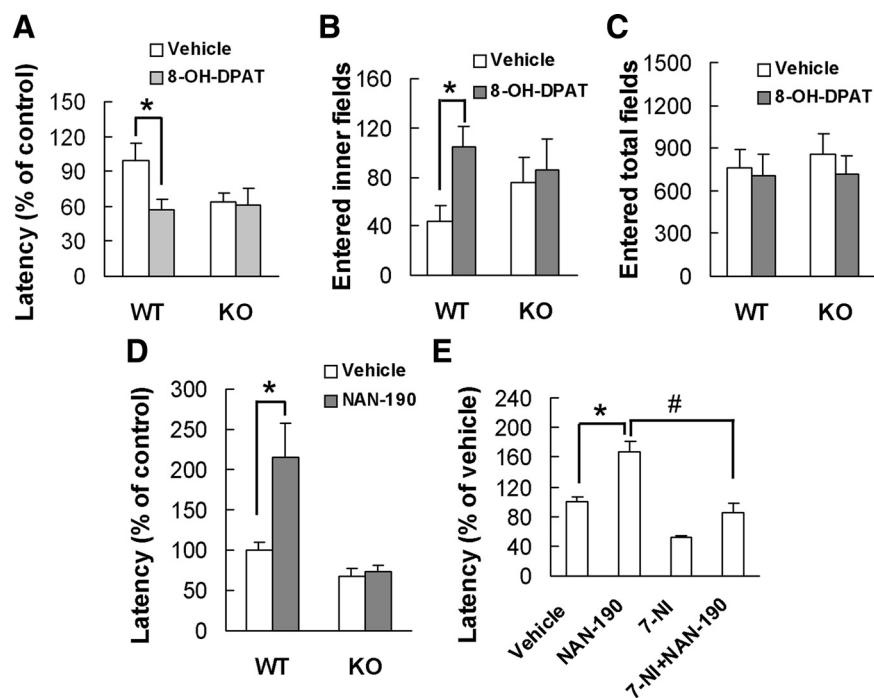 A
Vehicle
8-OH-DPAT
Latency (% of control)
150
120
90
60
30
0
*
WT
KO
B
Vehicle
8-OH-DPAT
Entered inner fields
160
120
80
40
0
*
WT
KO
C
Vehicle
8-OH-DPAT
Entered total fields
1500
1200
900
600
300
0
WT
KO
D
Vehicle
NAN-190
Latency (% of control)
300
250
200
150
100
50
0
*
WT
KO
E
Latency (% of vehicle)
240
200
160
120
80
40
0
*
#
Vehicle
NAN-190
7-NI
7-NI+NAN-190